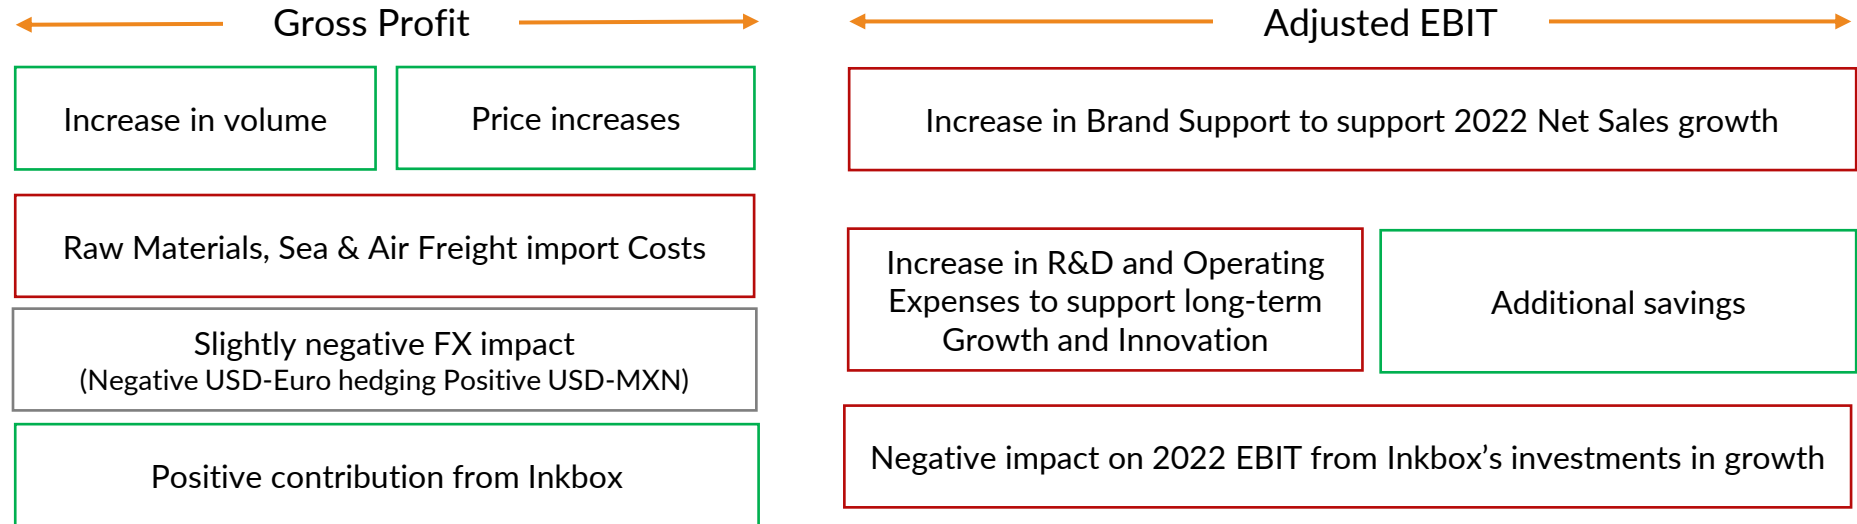 Gross Profit
Increase in volume
Price increases
Raw Materials, Sea & Air Freight import Costs
Slightly negative FX impact
(Negative USD-Euro hedging Positive USD-MXN)
Positive contribution from Inkbox
Adjusted EBIT
Increase in Brand Support to support 2022 Net Sales growth
Increase in R&D and Operating
Expenses to support long-term
Growth and Innovation
Additional savings
Negative impact on 2022 EBIT from Inkbox’s investments in growth